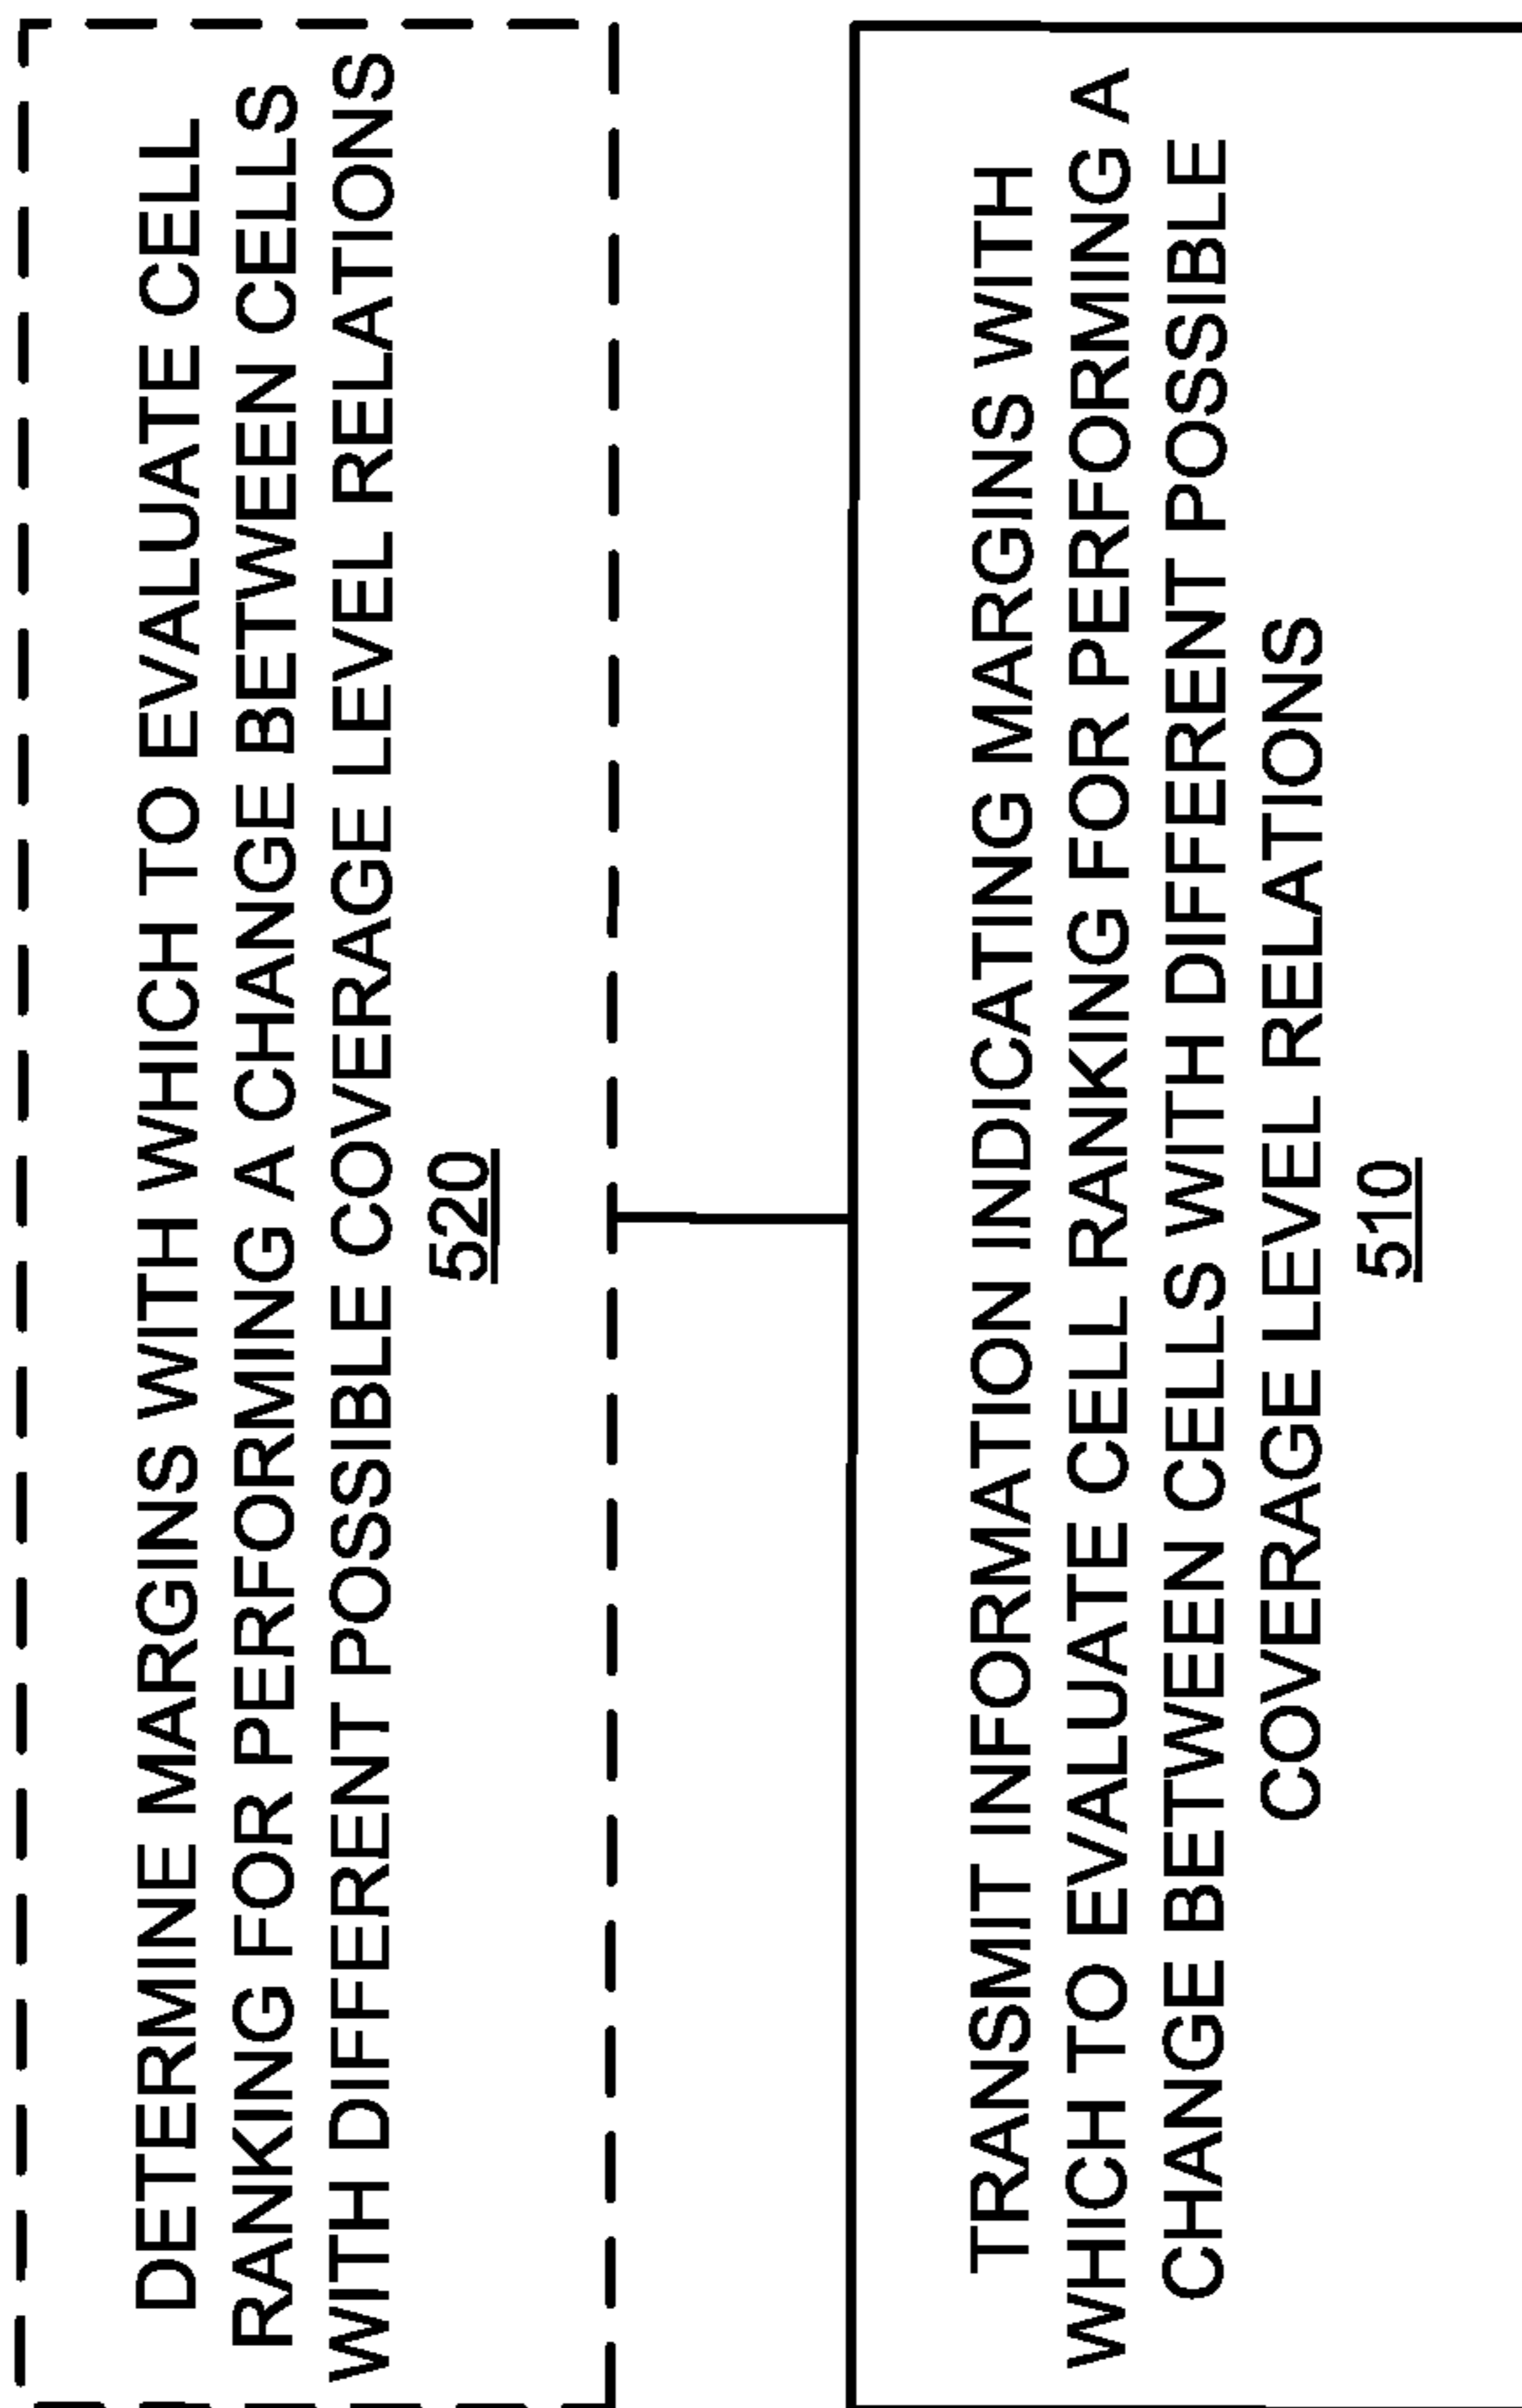 DETERMINE MARGINS WITH WHICH TO EVALUATE CELL
RANKING FOR PERFORMING A CHANGE BETWEEN CELLS
WITH DIFFERENT POSSIBLE COVERAGE LEVEL RELATIONS
520
TRANSMIT INFORMATION INDICATING MARGINS WITH
WHICH TO EVALUATE CELL RANKING FOR PERFORMING A
CHANGE BETWEEN CELLS WITH DIFFERENT POSSIBLE
COVERAGE LEVEL RELATIONS
510